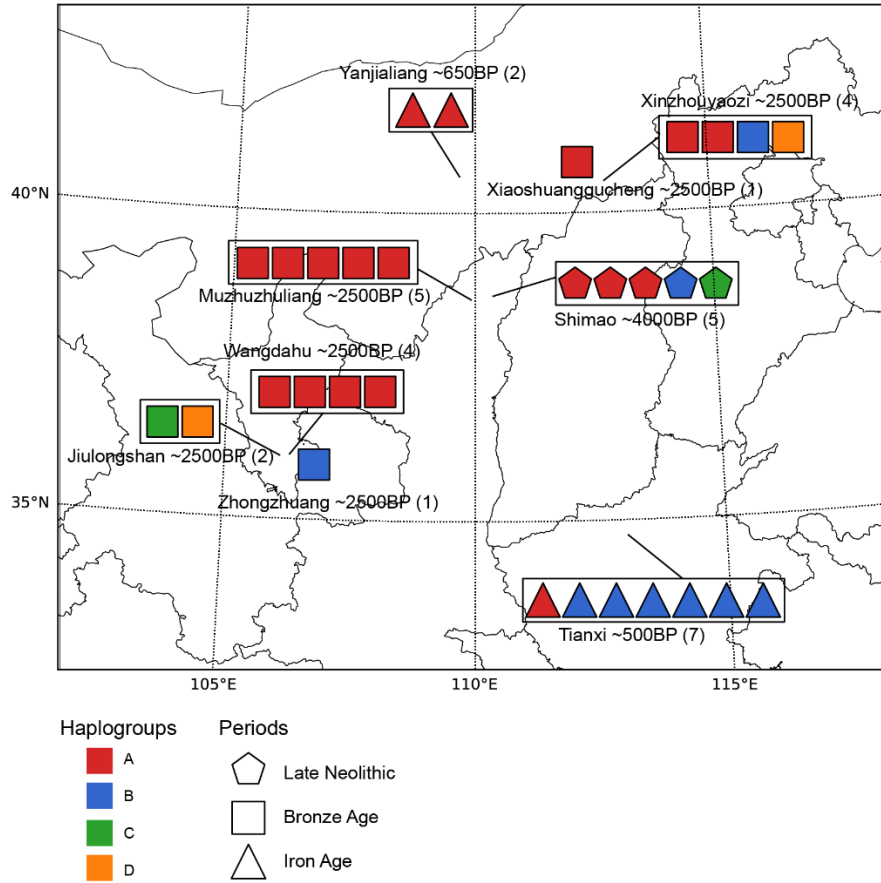 Yanjialiang ~650BP (2)
Xinzhouyaozi ~2500BP (4)
Xiaoshuanggucheng ~2500BP (1)
40°N
Muzhuzhuliang ~2500BP (5)
Shimao ~4000BP (5)
Wangdahu ~2500BP (4)
Jiulongshan ~2500BP (2)
Zhongzhuang ~2500BP (1)
35°N
Tianxi ~500BP (7)
105°E
110°E
115°E
Haplogroups
Periods
A
B
C
D
Late Neolithic
Bronze Age
Iron Age